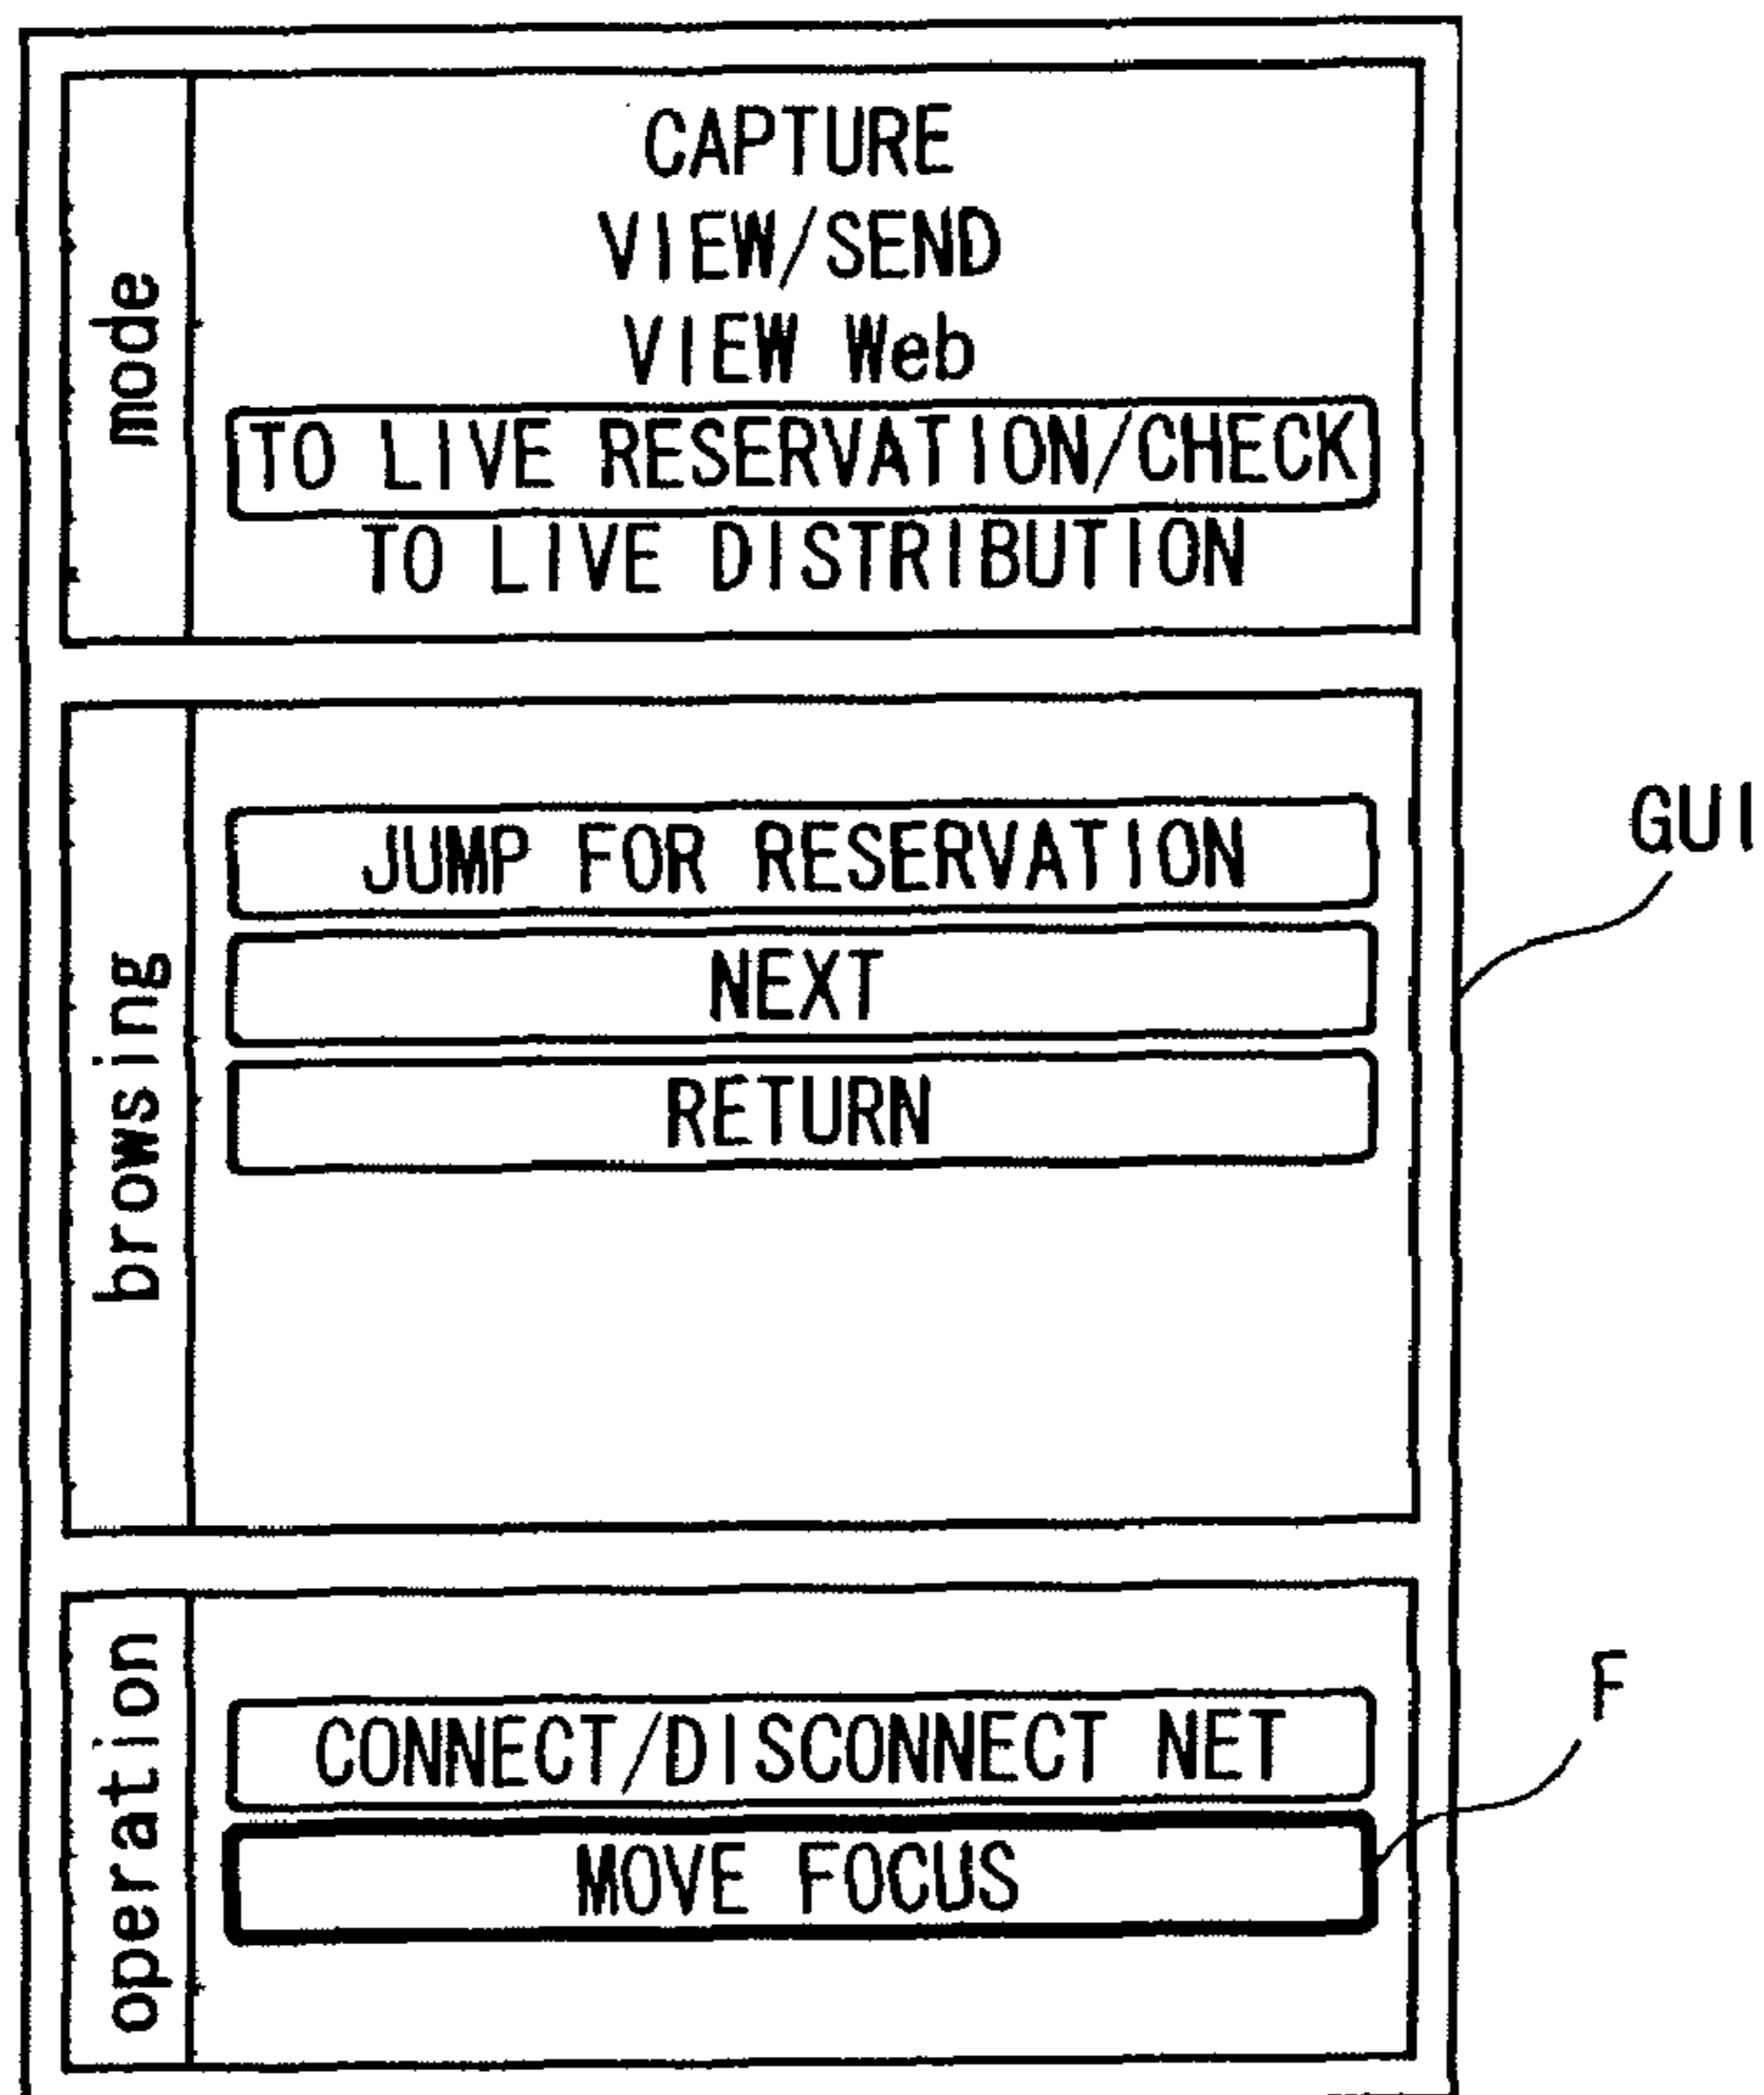 mode
CAPTURE
VIEW/SEND
VIEW Web
TO LIVE RESERVATION/CHECK
TO LIVE DISTRIBUTION
browsing
JUMP FOR RESERVATION
NEXT
RETURN
GUI
operation
CONNECT/DISCONNECT NET
MOVE FOCUS
F